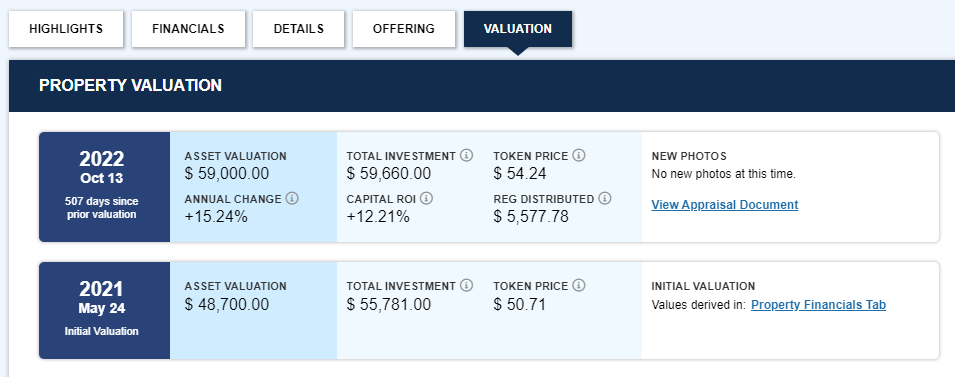 HIGHLIGHTS
FINANCIALS
DETAILS
OFFERING
VALUATION
PROPERTY VALUATION
2022
Oct 13
507 days since
prior valuation
ASSET VALUATION
$ 59,000.00
ANNUAL CHANGE
+15.24%
TOTAL INVESTMENT
$ 59,660.00
CAPITAL ROI
+12.21%
TOKEN PRICE
$ 54.24
REG DISTRIBUTED
$ 5,577.78
NEW PHOTOS
No new photos at this time.
View Appraisal Document
2021
May 24
Initial Valuation
ASSET VALUATION
$ 48,700.00
TOTAL INVESTMENT
$ 55,781.00
TOKEN PRICE
$ 50.71
INITIAL VALUATION
Values derived in: Property Financials Tab